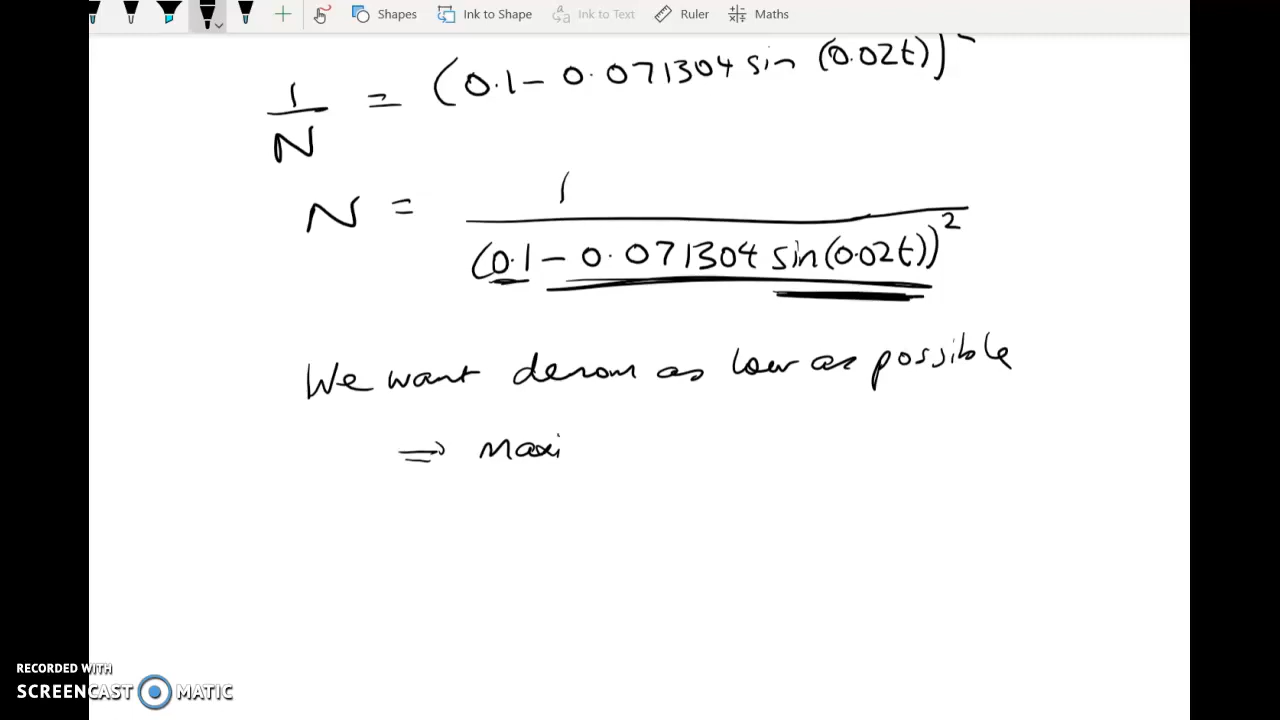 Shapes Ink to Shape Ink to Text Ruler Maths
1/N = (0.1 - 0.071304 sin (0.02t))²
N = 1/(0.1 - 0.071304 sin(0.02t))²
We want denom as low as possible
⇒ Maxi
RECORDED WITH
SCREENCAST MATIC